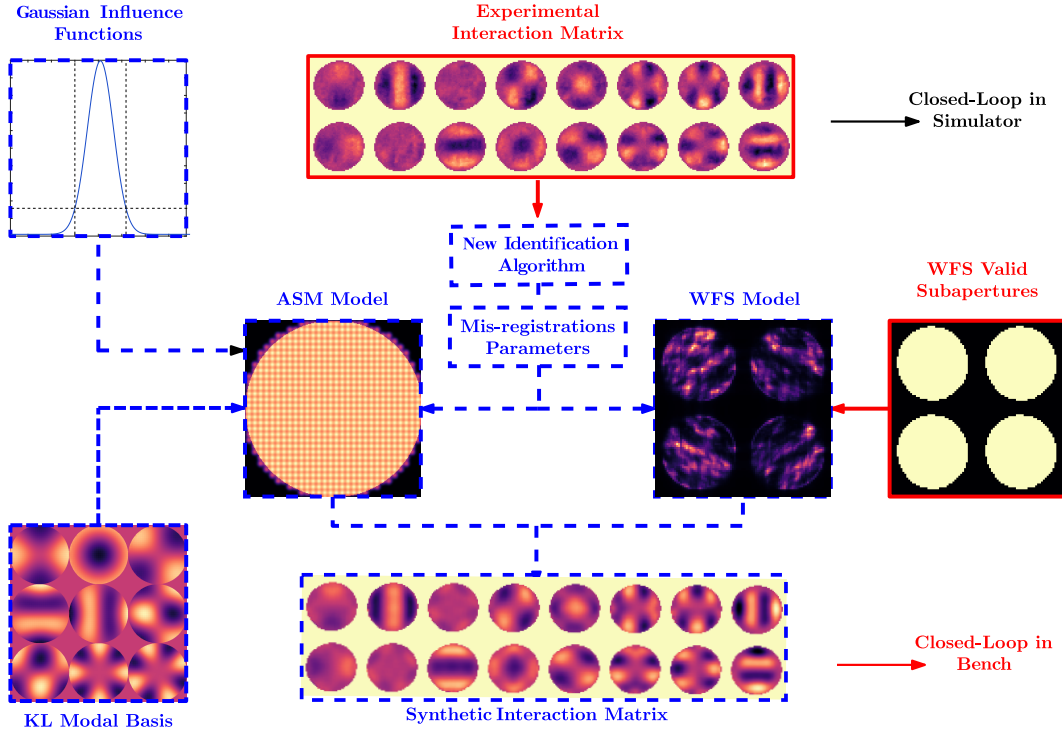 Gaussian Influence
Functions
Experimental
Interaction Matrix
Closed-Loop in
Simulator
New Identification
Algorithm
ASM Model
WFS Model
WFS Valid
Subapertures
Mis-registrations
Parameters
KL Modal Basis
Synthetic Interaction Matrix
Closed-Loop in
Bench